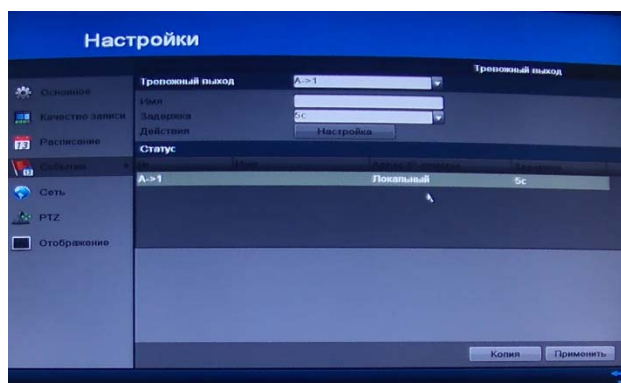 Настройки
Тревожный выход
Тревожный выход A->1
Основное
Имя
Качество записи
Задержка 5с
Действия Настройка
Расписание
Статус
События
A->1 Локальный 5с
Сеть
PTZ
Отображение
Копия Применить